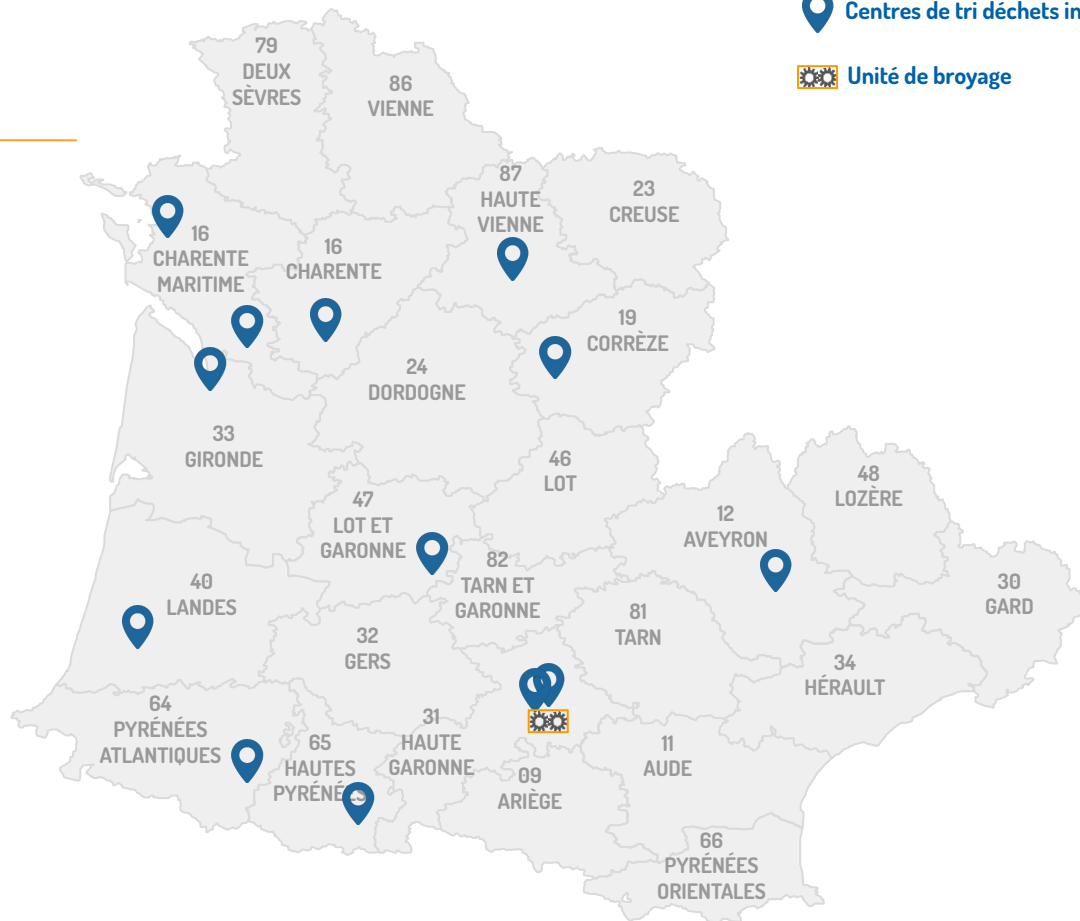 Centres de tri déchets
Unité de broyage
79
DEUX
SÈVRES
86
VIENNE
87
HAUTE
VIENNE
23
CREUSE
16
CHARENTE
MARITIME
16
CHARENTE
19
CORRÈZE
24
DORDOGNE
33
GIRONDE
46
LOT
48
LOZÈRE
47
LOT ET
GARONNE
12
AVEYRON
82
TARN ET
GARONNE
40
LANDES
30
GARD
81
TARN
32
GERS
34
HÉRAULT
64
PYRÉNÉES
ATLANTIQUES
31
HAUTE
GARONNE
65
HAUTES
PYRÉNÉES
11
AUDE
09
ARIÈGE
66
PYRÉNÉES
ORIENTALES